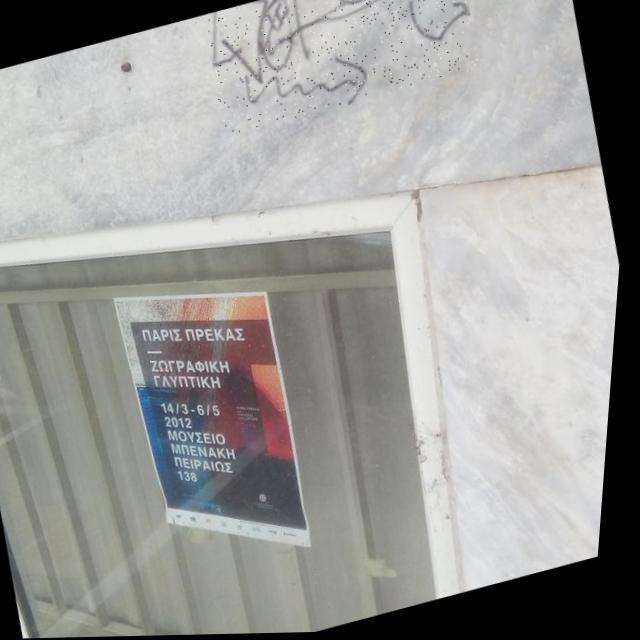 ΠΑΡΙΣ ΠΡΕΚΑΣ
ΖΩΓΡΑΦΙΚΗ
ΓΛΥΠΤΙΚΗ
14/3-6/5
2012
ΜΟΥΣΕΙΟ
ΜΠΕΝΑΚΗ
ΠΕΙΡΑΙΩΣ
138